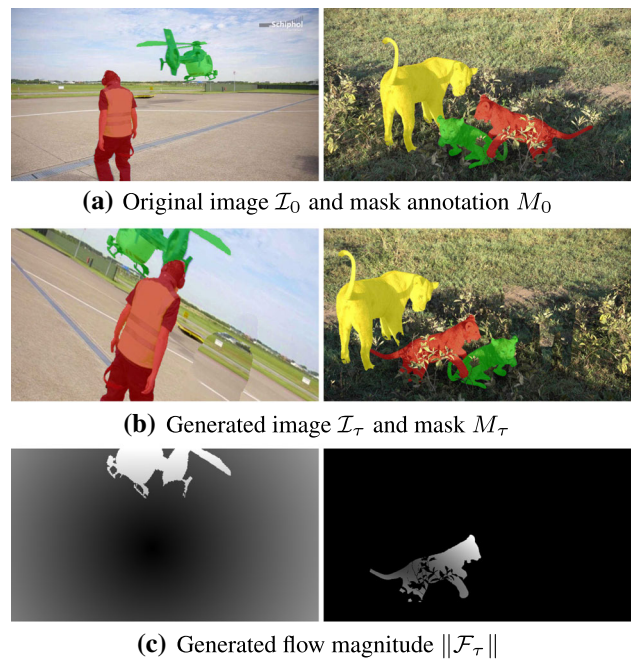 Schiphol
(a) Original image I₀ and mask annotation M₀
(b) Generated image I_τ and mask M_τ
(c) Generated flow magnitude ‖F_τ‖